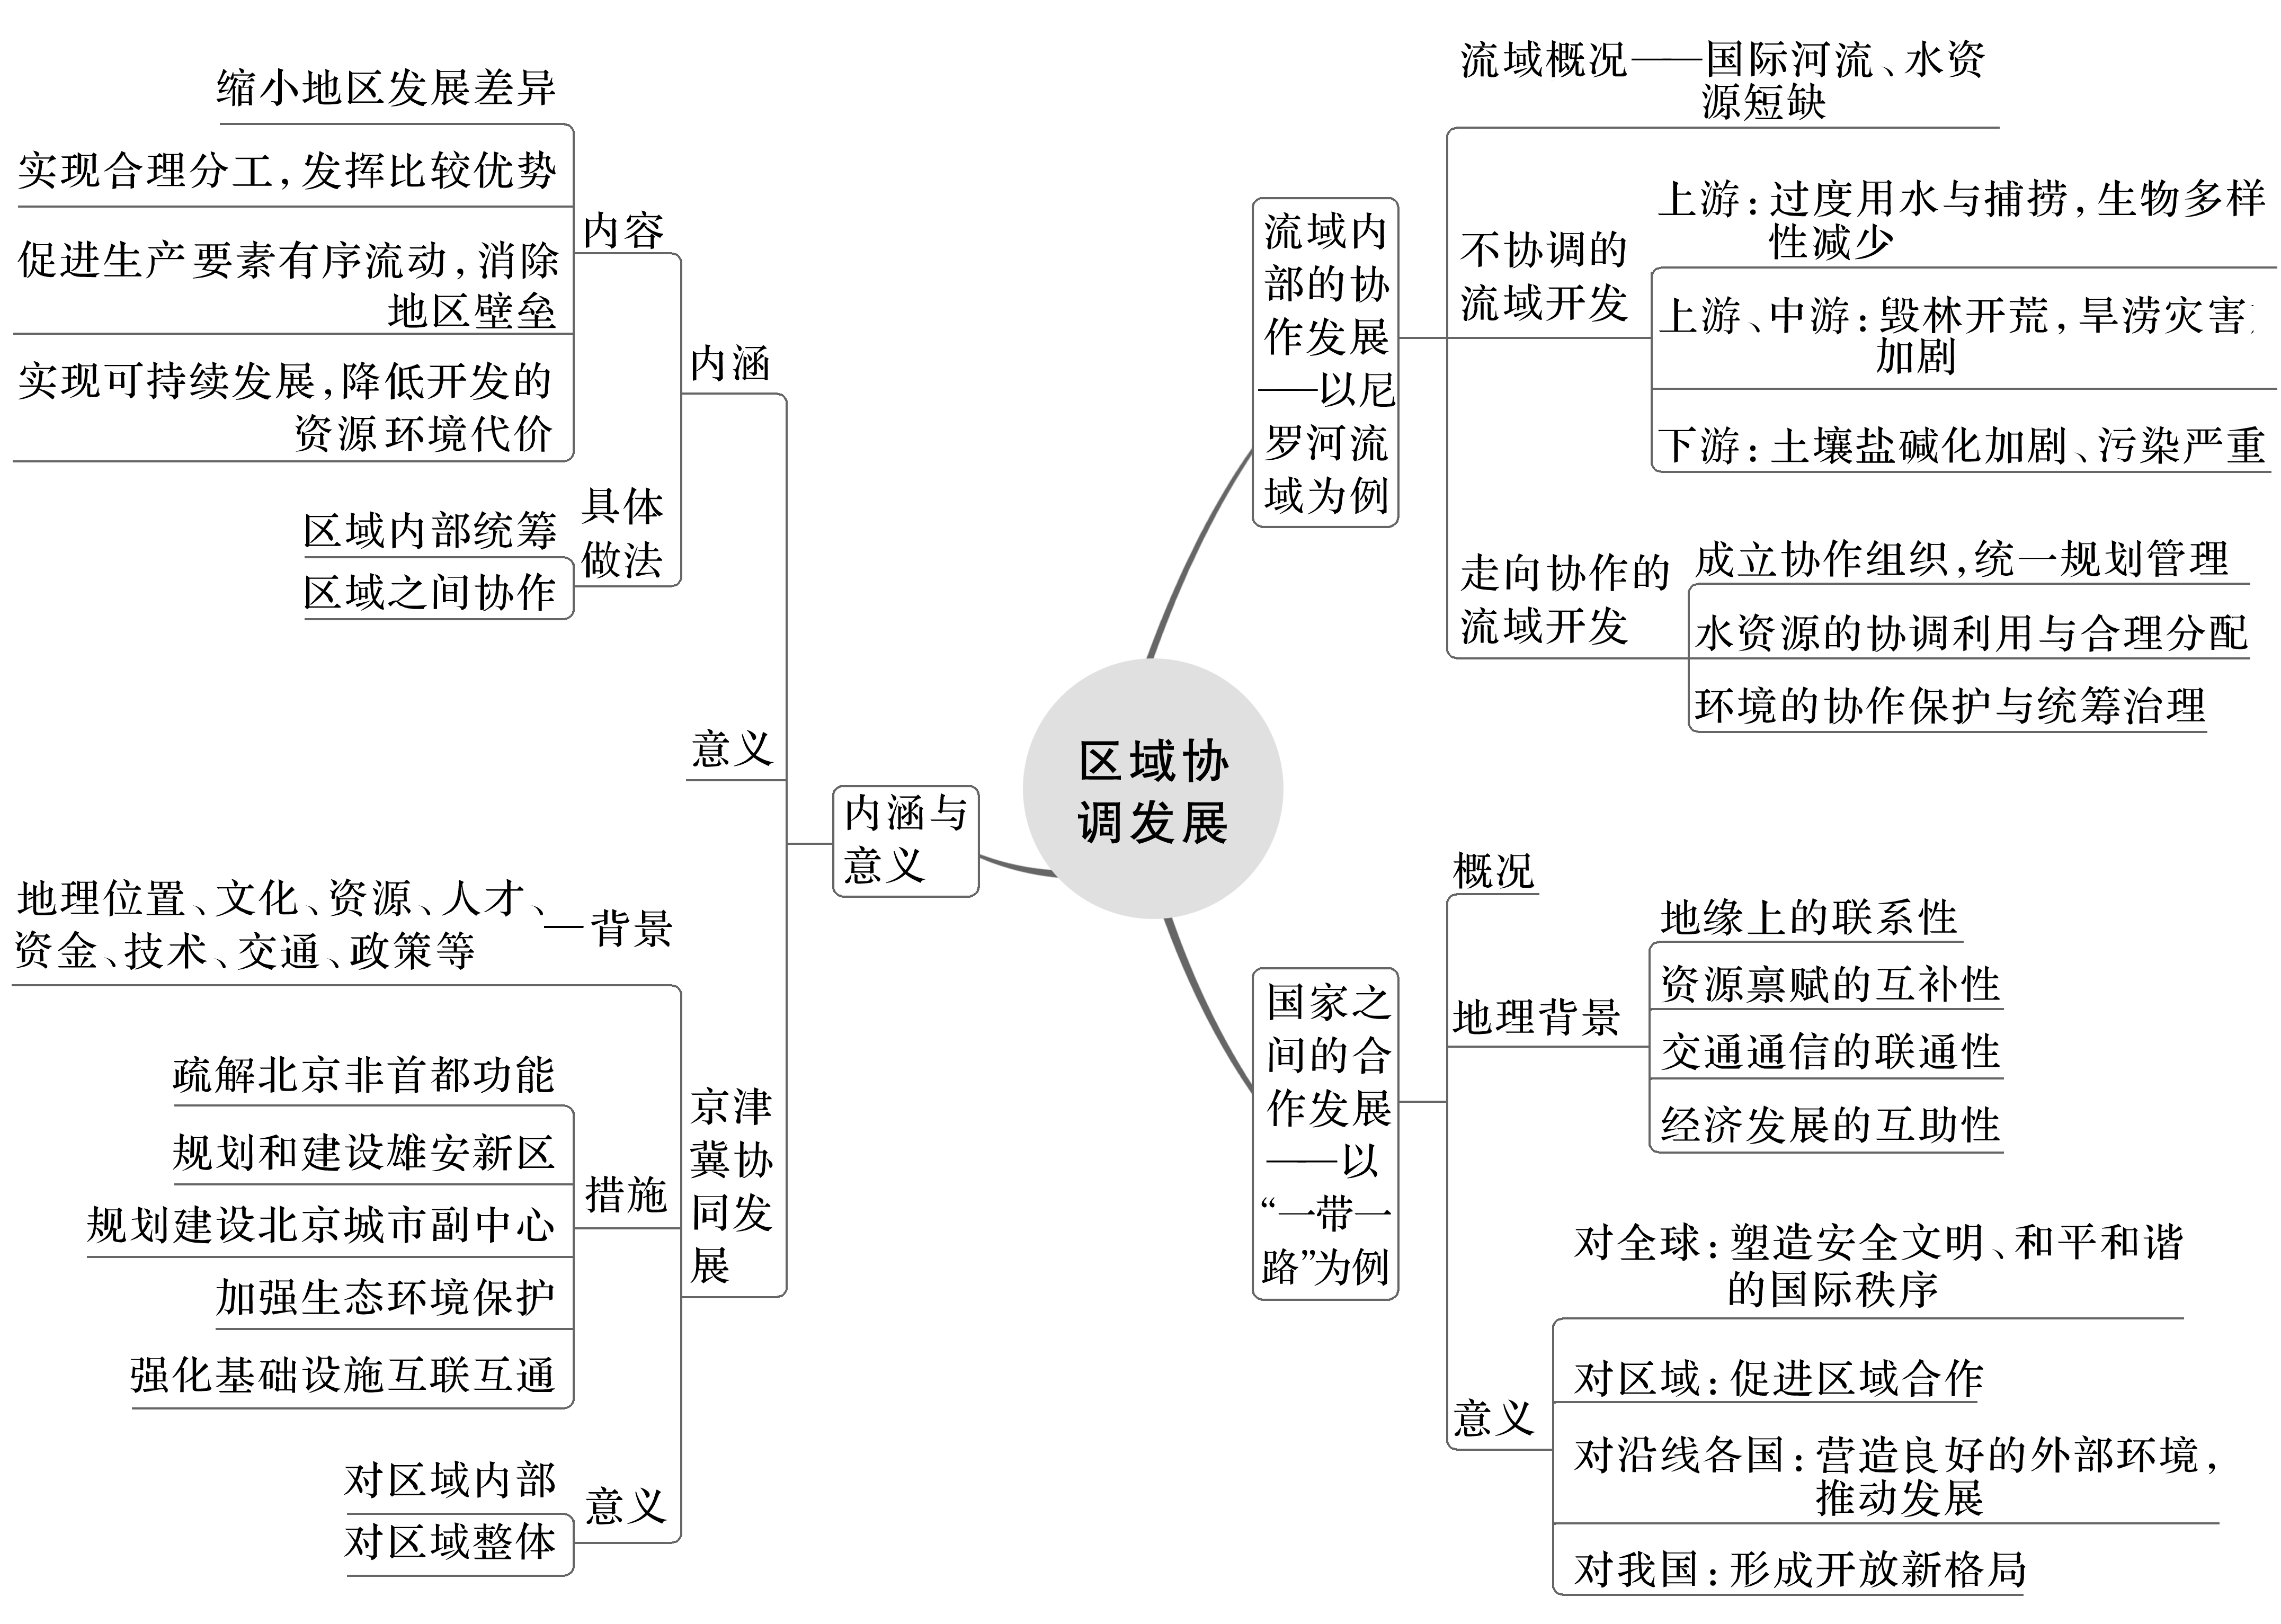 缩小地区发展差异
实现合理分工,发挥比较优势
促进生产要素有序流动,消除
地区壁垒
实现可持续发展,降低开发的
资源环境代价
内容
区域内部统筹
区域之间协作
具体
做法
内涵
意义
地理位置、文化、资源、人才、
资金、技术、交通、政策等
—背景
疏解北京非首都功能
规划和建设雄安新区
规划建设北京城市副中心
加强生态环境保护
强化基础设施互联互通
措施
对区域内部
对区域整体
意义
京津
冀协
同发
展
内涵与
意义
区域协
调发展
流域内
部的协
作发展
——以尼
罗河流
域为例
流域概况——国际河流、水资
源短缺
不协调的
流域开发
上游:过度用水与捕捞,生物多样
性减少
上游、中游:毁林开荒,旱涝灾害
加剧
下游:土壤盐碱化加剧、污染严重
走向协作的
流域开发
成立协作组织,统一规划管理
水资源的协调利用与合理分配
环境的协作保护与统筹治理
国家之
间的合
作发展
——以
“一带一
路”为例
概况
地理背景
地缘上的联系性
资源禀赋的互补性
交通通信的联通性
经济发展的互助性
意义
对全球:塑造安全文明、和平和谐
的国际秩序
对区域:促进区域合作
对沿线各国:营造良好的外部环境,
推动发展
对我国:形成开放新格局